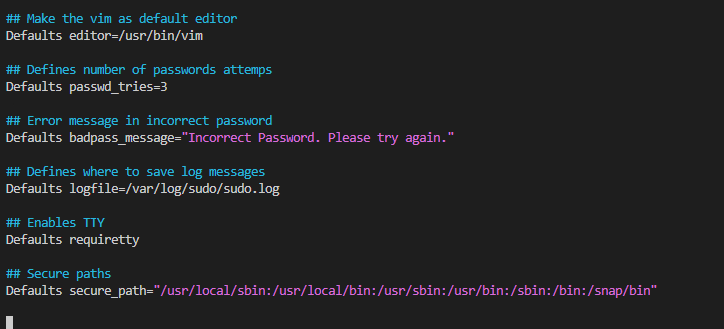 ## Make the vim as default editor
Defaults editor=/usr/bin/vim
## Defines number of passwords attemps
Defaults passwd_tries=3
## Error message in incorrect password
Defaults badpass_message="Incorrect Password. Please try again."
## Defines where to save log messages
Defaults logfile=/var/log/sudo/sudo.log
## Enables TTY
Defaults requiretty
## Secure paths
Defaults secure_path="/usr/local/sbin:/usr/local/bin:/usr/sbin:/usr/bin:/sbin:/bin:/snap/bin"